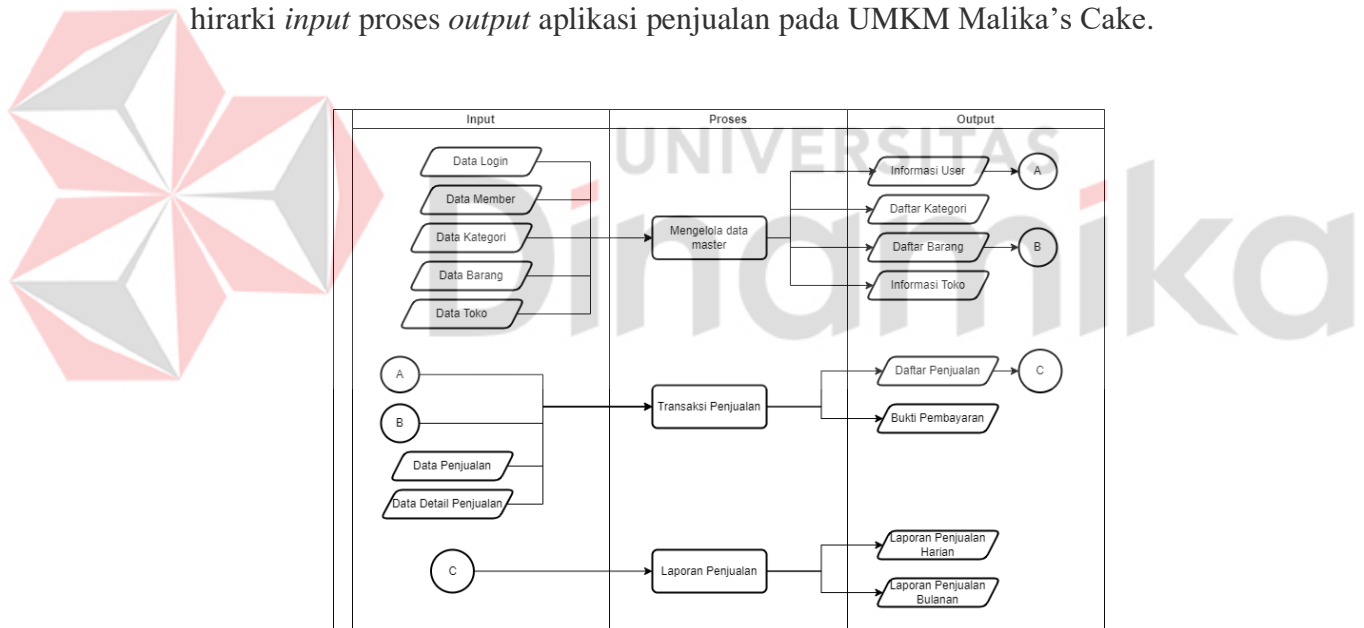 hirarki input proses output aplikasi penjualan pada UMKM Malika’s Cake.
UNIVERSITAS
Dinamika
Input
Proses
Output
Data Login
Data Member
Data Kategori
Data Barang
Data Toko
Mengelola data
master
Informasi User
A
Daftar Kategori
Daftar Barang
B
Informasi Toko
A
B
Data Penjualan
Data Detail Penjualan
Transaksi Penjualan
Daftar Penjualan
C
Bukti Pembayaran
C
Laporan Penjualan
Laporan Penjualan
Harian
Laporan Penjualan
Bulanan